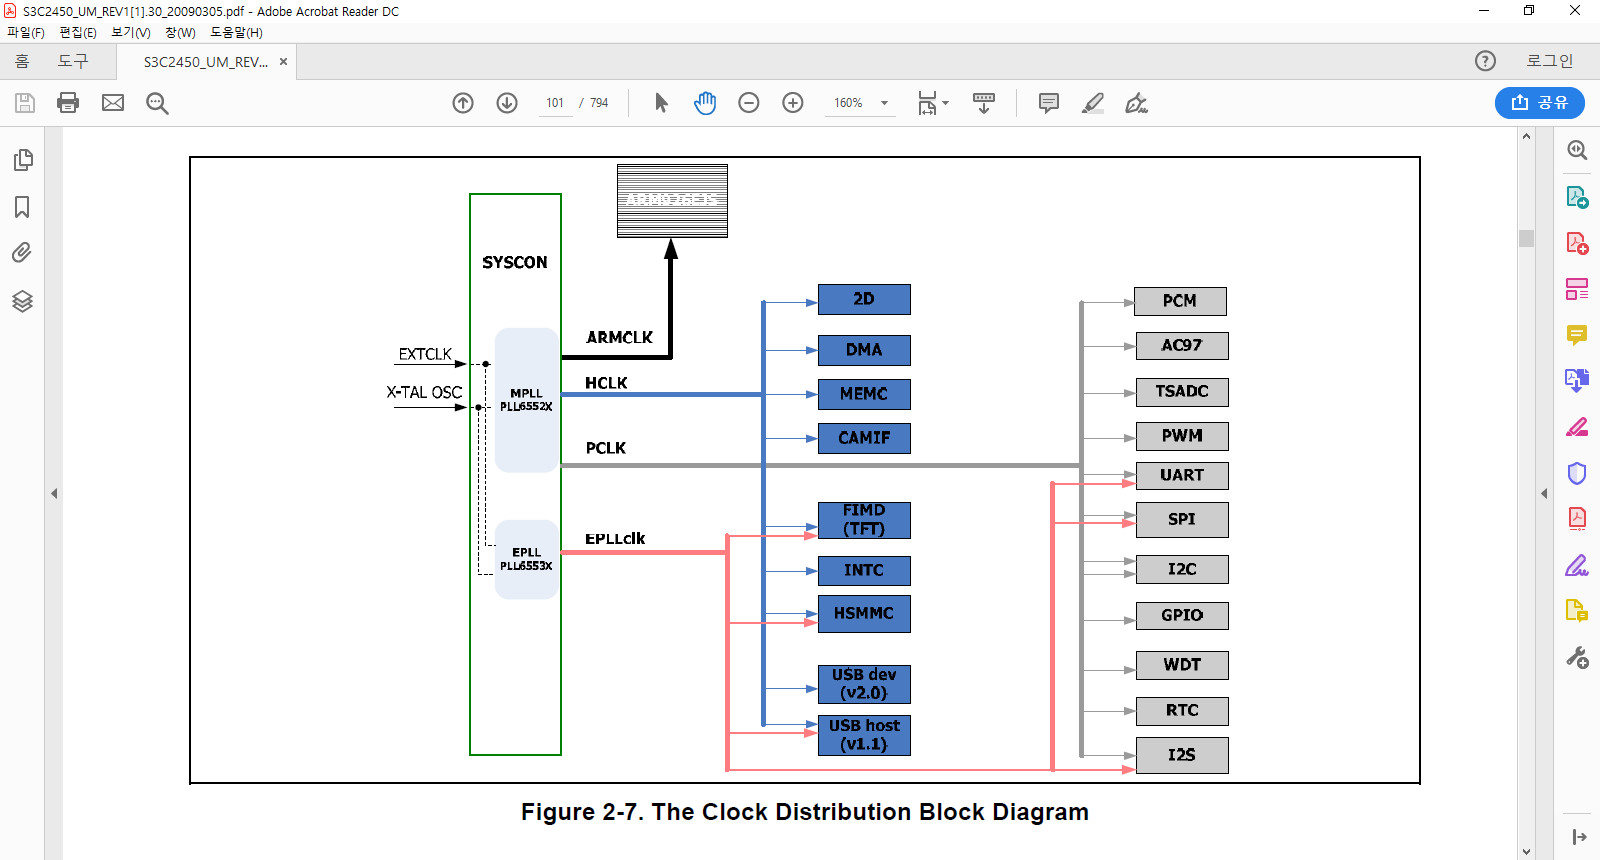 S3C2450_UM_REV1[1].30_20090305.pdf - Adobe Acrobat Reader DC
파일(F) 편집(E) 보기(V) 창(W) 도움말(H)
홈 도구 S3C2450_UM_REV... × 로그인
101 / 794 160% 공유
ARM926EJS
SYSCON
ARMCLK
EXTCLK
HCLK
X-TAL OSC
MPLL
PLL6552X
PCLK
EPLLclk
EPLL
PLL6553X
2D
DMA
MEMC
CAMIF
FIMD
(TFT)
INTC
HSMMC
USB dev
(v2.0)
USB host
(v1.1)
PCM
AC97
TSADC
PWM
UART
SPI
I2C
GPIO
WDT
RTC
I2S
Figure 2-7. The Clock Distribution Block Diagram